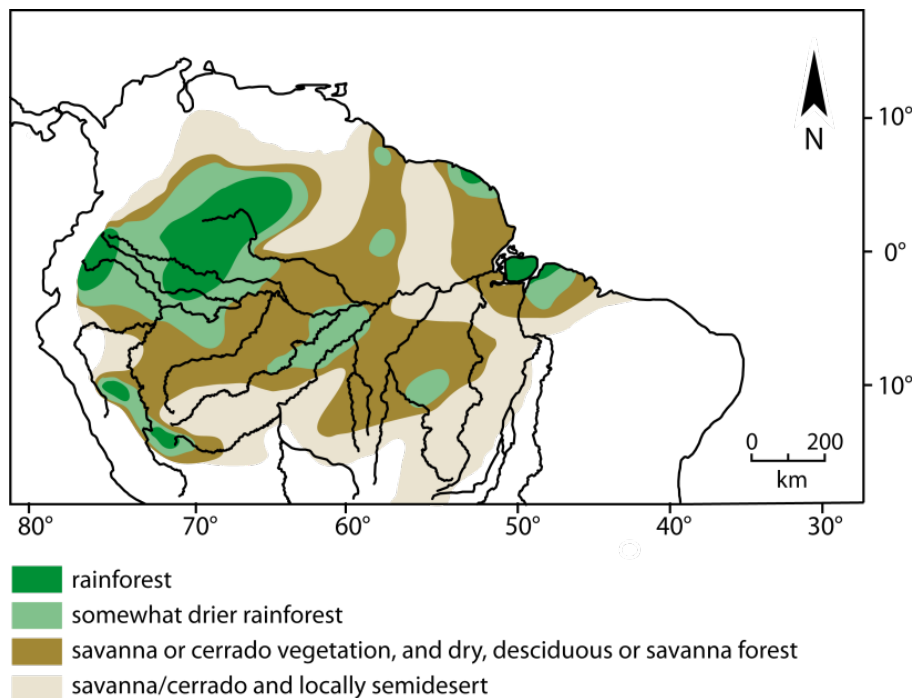 N
10°
0°
10°
0 200
km
80° 70° 60° 50° 40° 30°
rainforest
somewhat drier rainforest
savanna or cerrado vegetation, and dry, desciduous or savanna forest
savanna/cerrado and locally semidesert